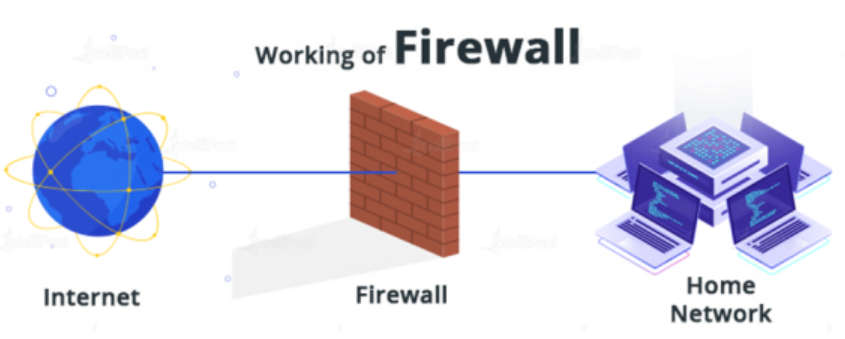 Working of Firewall
Internet
Firewall
Home
Network